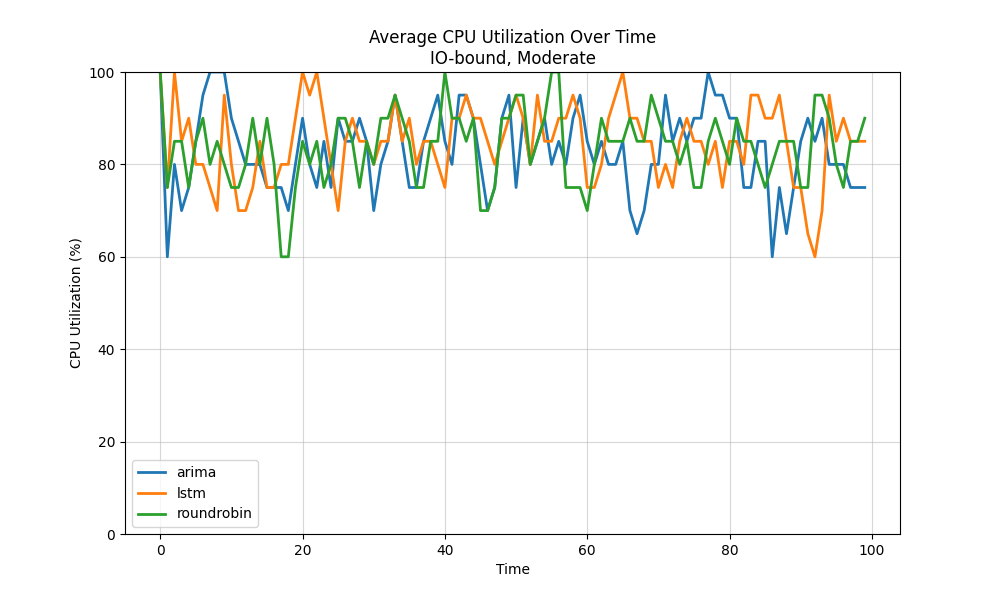 Average CPU Utilization Over Time
IO-bound, Moderate
CPU Utilization (%)
100
80
60
40
20
0
arima
lstm
roundrobin
0 20 40 60 80 100
Time